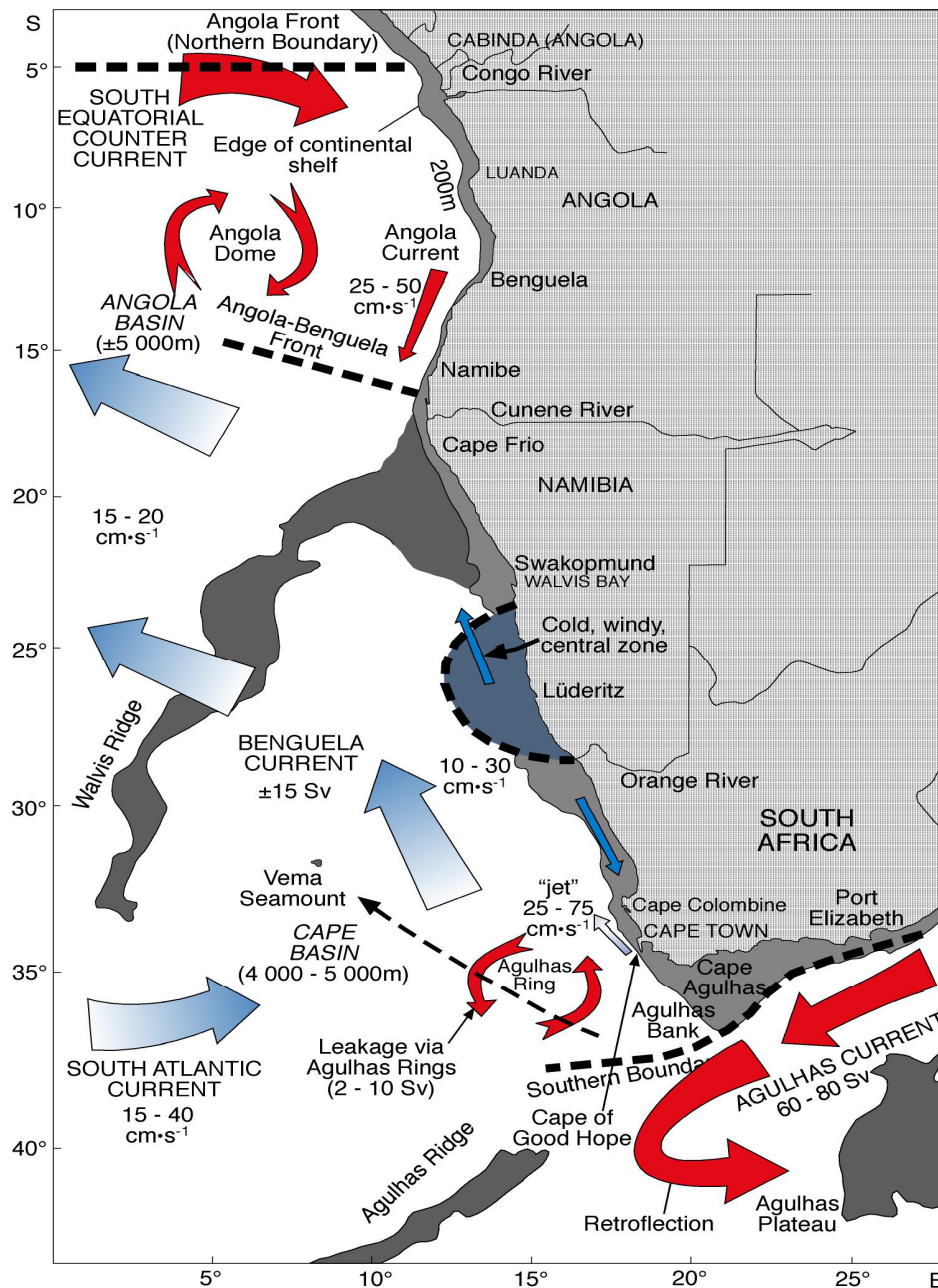 S
Angola Front
(Northern Boundary)
CABINDA (ANGOLA)
5°
Congo River
SOUTH
EQUATORIAL
COUNTER
CURRENT
Edge of continental
shelf
200m
LUANDA
ANGOLA
10°
Angola
Dome
Angola
Current
25 - 50
cm•s⁻¹
Benguela
ANGOLA
BASIN
(±5 000m)
Angola-Benguela
Front
15°
Namibe
Cunene River
Cape Frio
NAMIBIA
20°
15 - 20
cm•s⁻¹
Swakopmund
WALVIS BAY
Cold, windy,
central zone
25°
Lüderitz
Walvis Ridge
BENGUELA
CURRENT
±15 Sv
10 - 30
cm•s⁻¹
Orange River
30°
SOUTH
AFRICA
Vema
Seamount
"jet"
25 - 75
cm•s⁻¹
Cape Colombine
CAPE TOWN
Port
Elizabeth
CAPE
BASIN
(4 000 - 5 000m)
Agulhas
Ring
Cape
Agulhas
35°
Agulhas
Bank
Leakage via
Agulhas Rings
(2 - 10 Sv)
Southern Boundary
AGULHAS CURRENT
60 - 80 Sv
SOUTH ATLANTIC
CURRENT
15 - 40
cm•s⁻¹
Cape of
Good Hope
40°
Agulhas Ridge
Retroflection
Agulhas
Plateau
5°
10°
15°
20°
25°
E